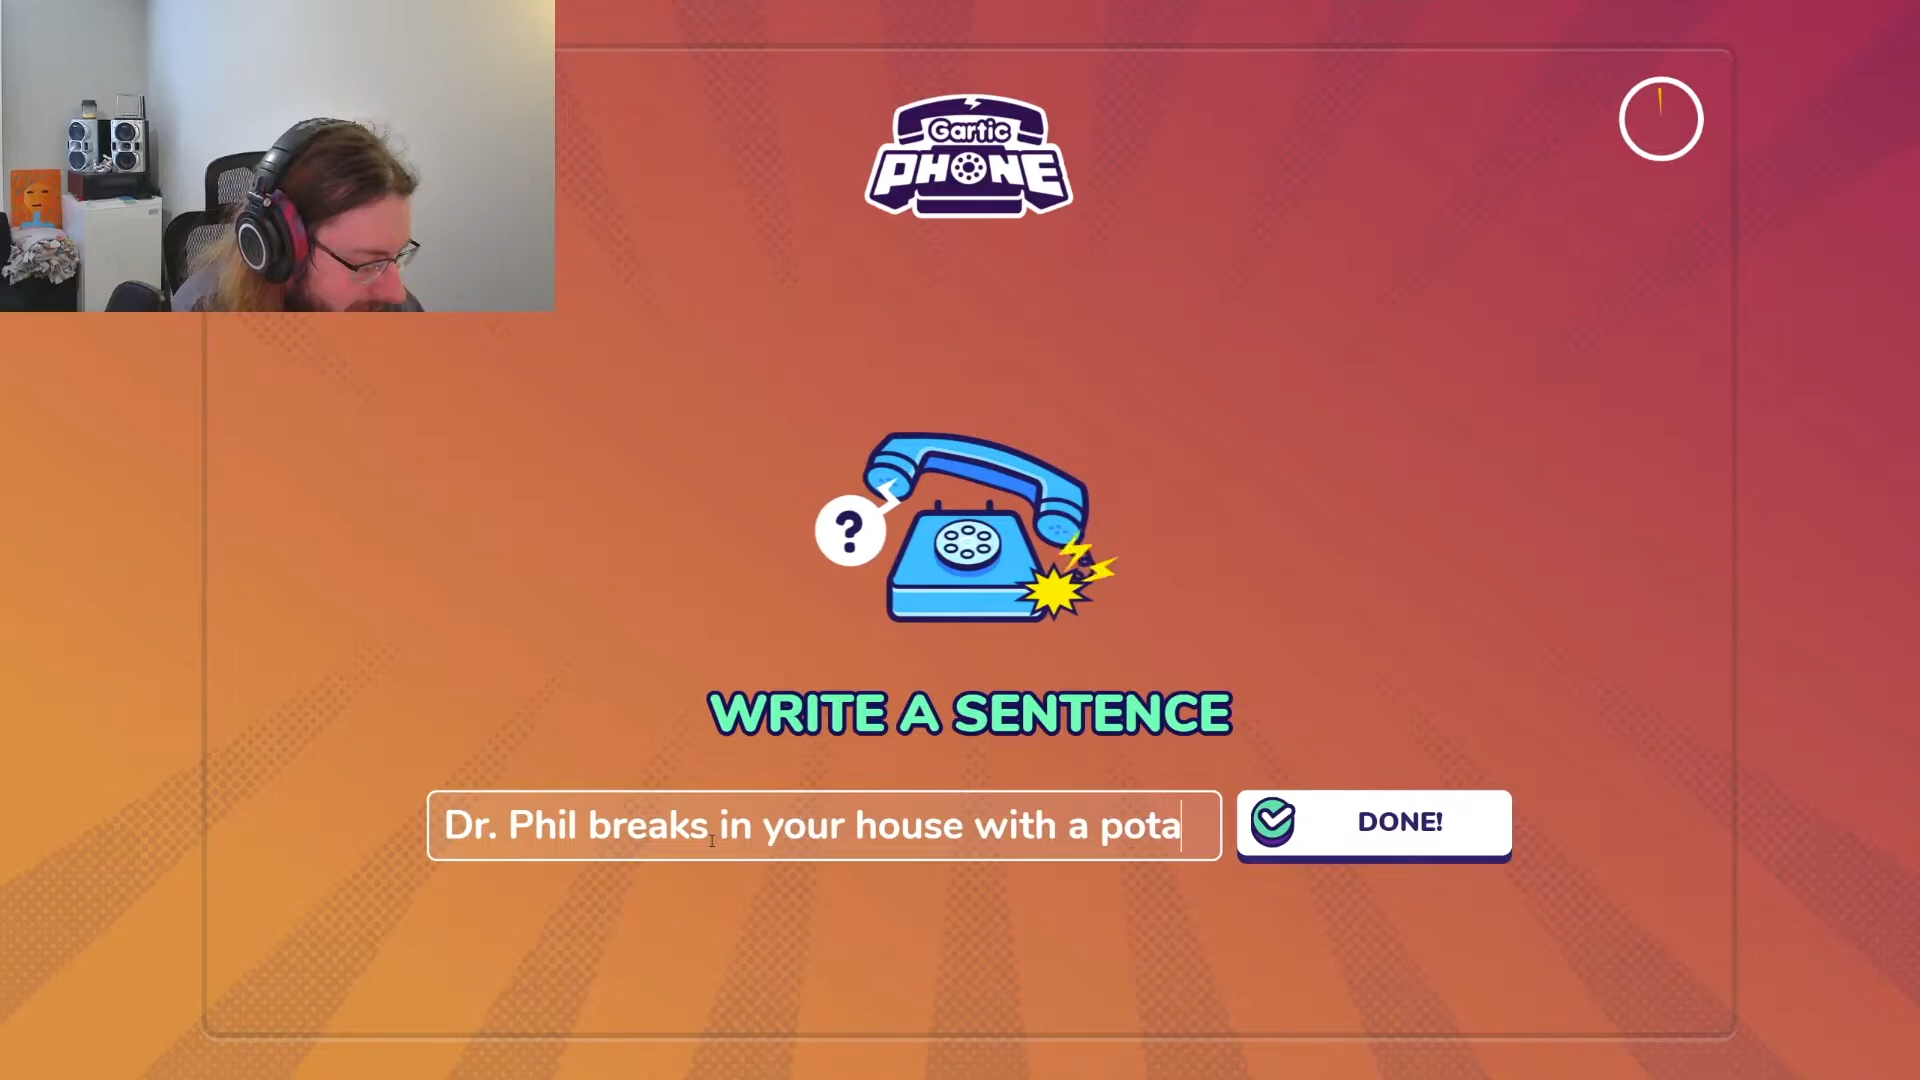 Gartic
PHONE
?
WRITE A SENTENCE
Dr. Phil breaks in your house with a pota
DONE!